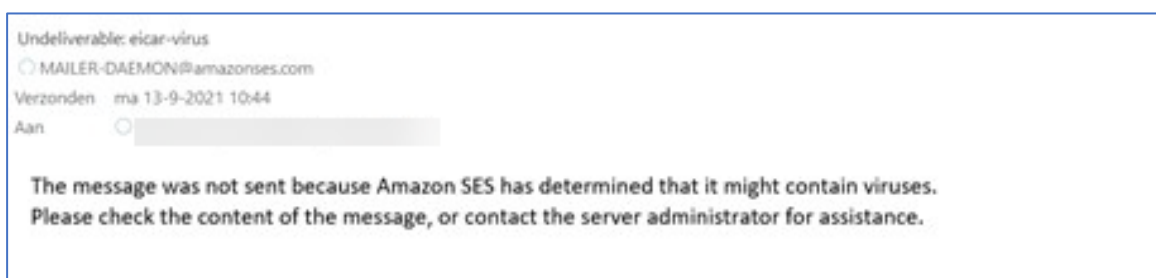 Undeliverable: eicar-virus
MAILER-DAEMON@amazonses.com
Verzonden ma 13-9-2021 10:44
Aan
The message was not sent because Amazon SES has determined that it might contain viruses.
Please check the content of the message, or contact the server administrator for assistance.